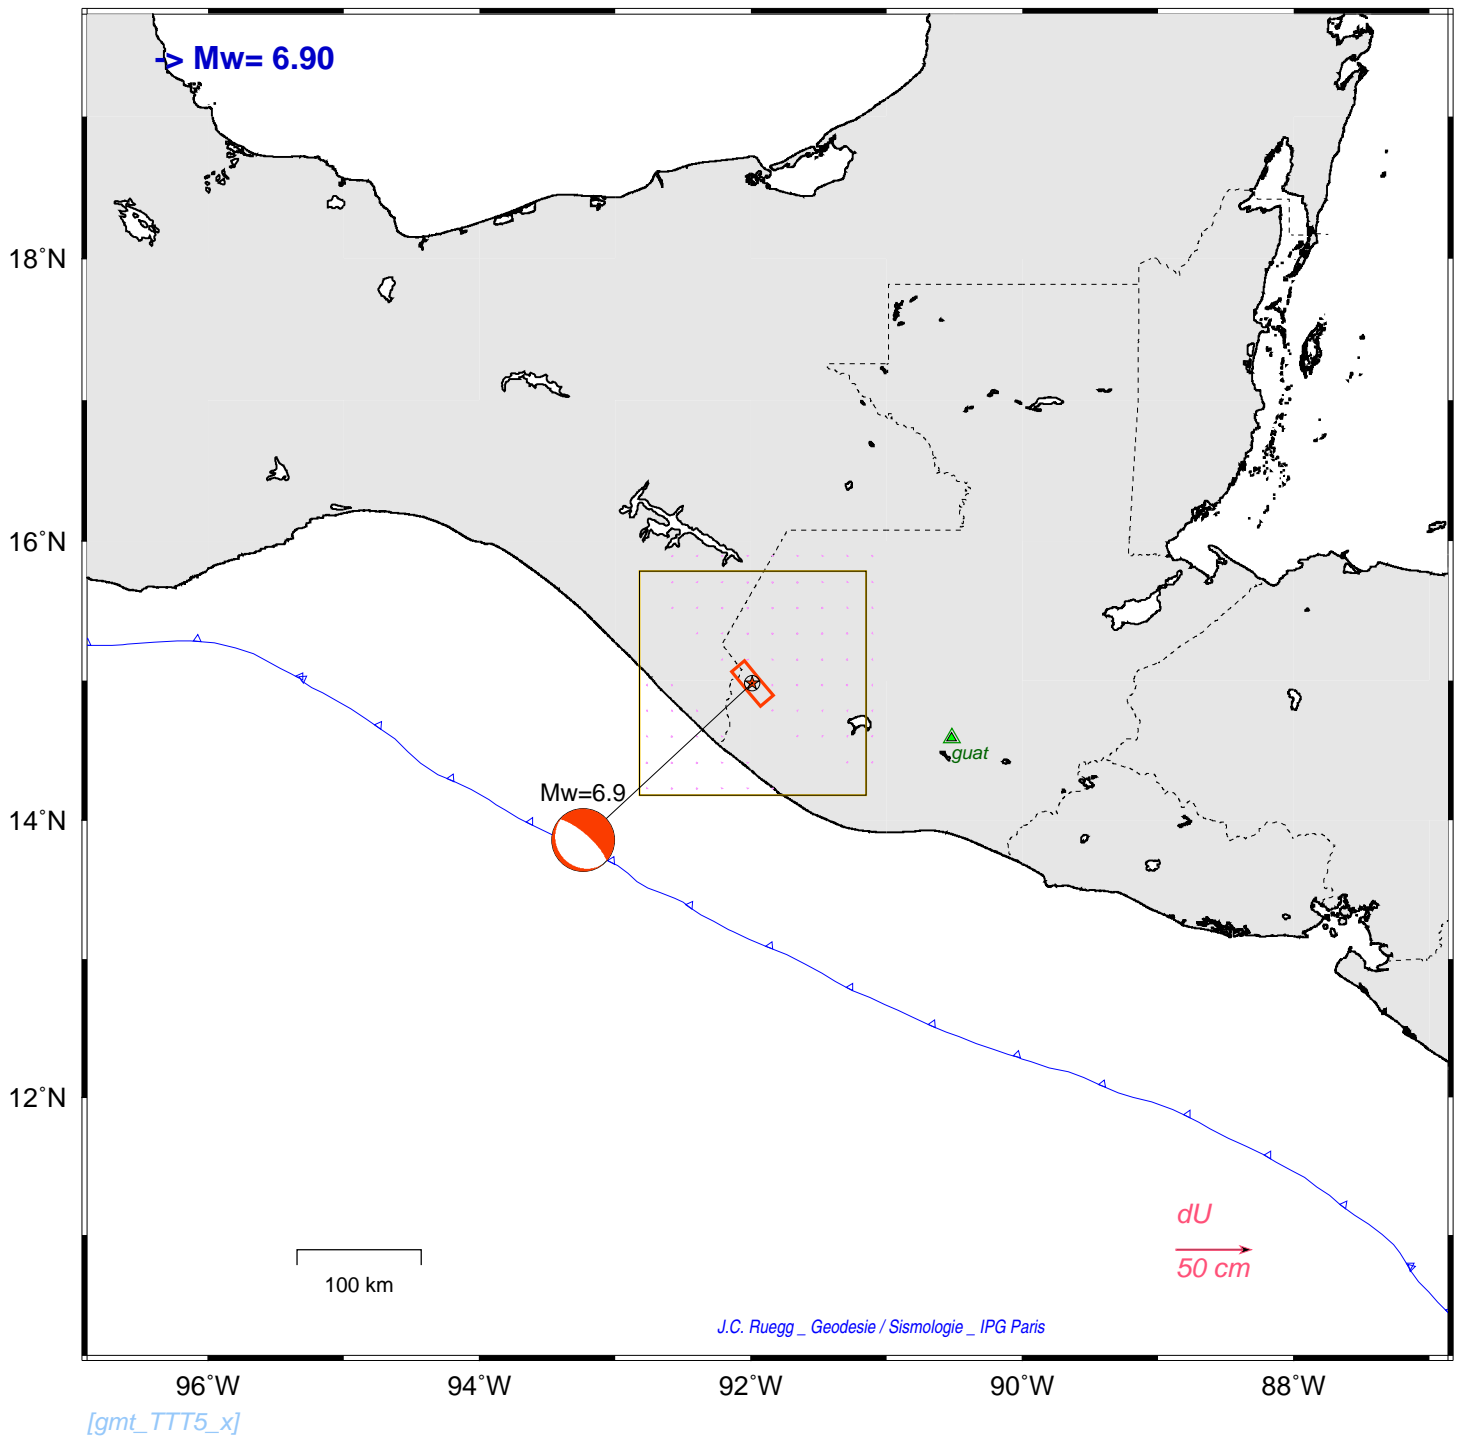 -> Mw= 6.90
18°N
16°N
14°N
12°N
guat
Mw=6.9
dU
50 cm
100 km
J.C. Ruegg _ Geodesie / Sismologie _ IPG Paris
96°W
94°W
92°W
90°W
88°W
[gmt_TTT5_x]